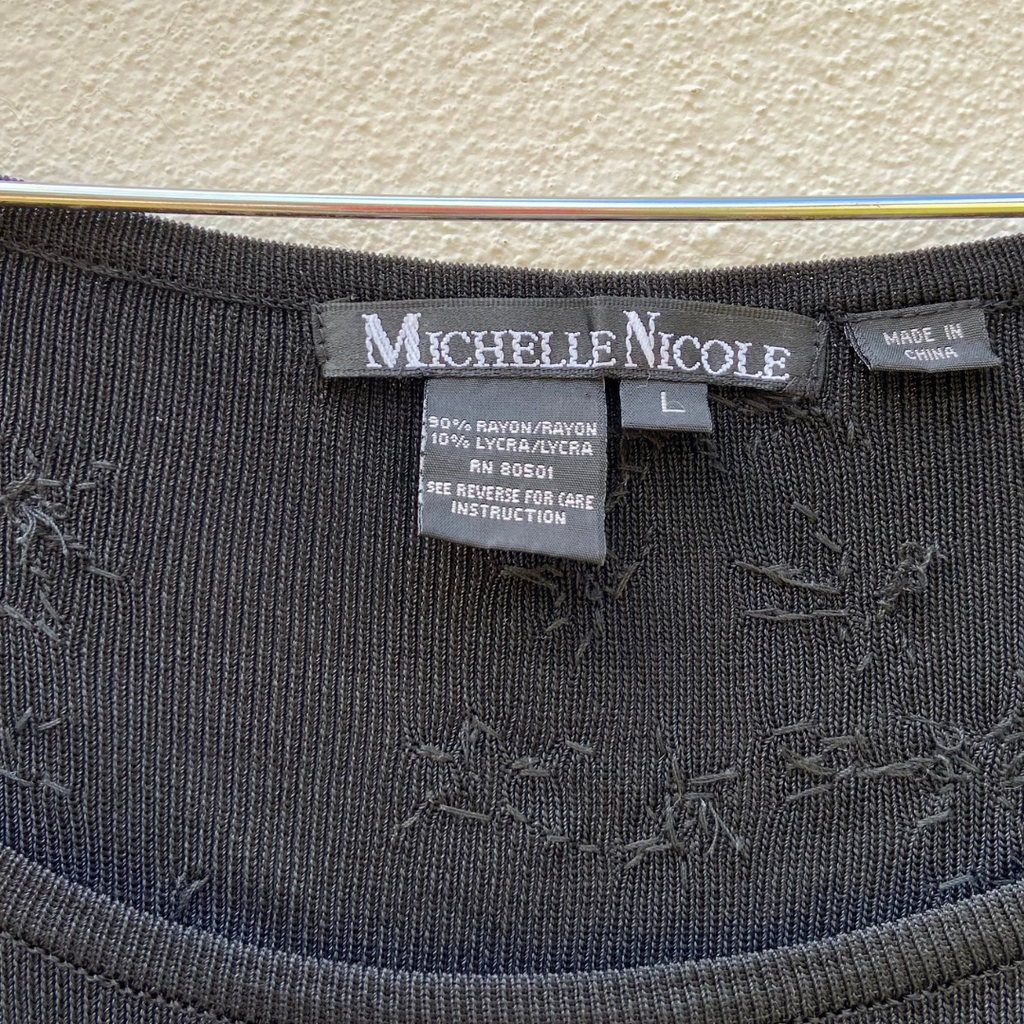 MICHELLE NICOLE
MADE IN
CHINA
L
90% RAYON/RAYON
10% LYCRA/LYCRA
RN 80501
SEE REVERSE FOR CARE
INSTRUCTION